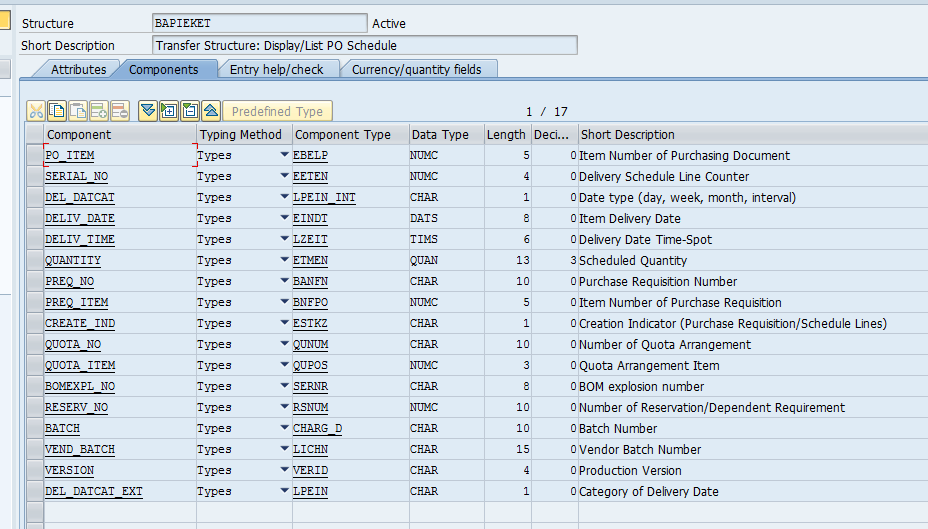 Structure BAPIEKET Active
Short Description Transfer Structure: Display/List PO Schedule
Attributes Components Entry help/check Currency/quantity fields
Predefined Type 1 / 17
Component Typing Method Component Type Data Type Length Deci... Short Description
PO_ITEM Types EBELP NUMC 5 0 Item Number of Purchasing Document
SERIAL_NO Types EETEN NUMC 4 0 Delivery Schedule Line Counter
DEL_DATCAT Types LPEIN_INT CHAR 1 0 Date type (day, week, month, interval)
DELIV_DATE Types EINDT DATS 8 0 Item Delivery Date
DELIV_TIME Types LZEIT TIMS 6 0 Delivery Date Time-Spot
QUANTITY Types ETMEN QUAN 13 3 Scheduled Quantity
PREQ_NO Types BANFN CHAR 10 0 Purchase Requisition Number
PREQ_ITEM Types BNFPO NUMC 5 0 Item Number of Purchase Requisition
CREATE_IND Types ESTKZ CHAR 1 0 Creation Indicator (Purchase Requisition/Schedule Lines)
QUOTA_NO Types QUNUM CHAR 10 0 Number of Quota Arrangement
QUOTA_ITEM Types QUPOS NUMC 3 0 Quota Arrangement Item
BOMEXPL_NO Types SERNR CHAR 8 0 BOM explosion number
RESERV_NO Types RSNUM NUMC 10 0 Number of Reservation/Dependent Requirement
BATCH Types CHARG_D CHAR 10 0 Batch Number
VEND_BATCH Types LICHN CHAR 15 0 Vendor Batch Number
VERSION Types VERID CHAR 4 0 Production Version
DEL_DATCAT_EXT Types LPEIN CHAR 1 0 Category of Delivery Date